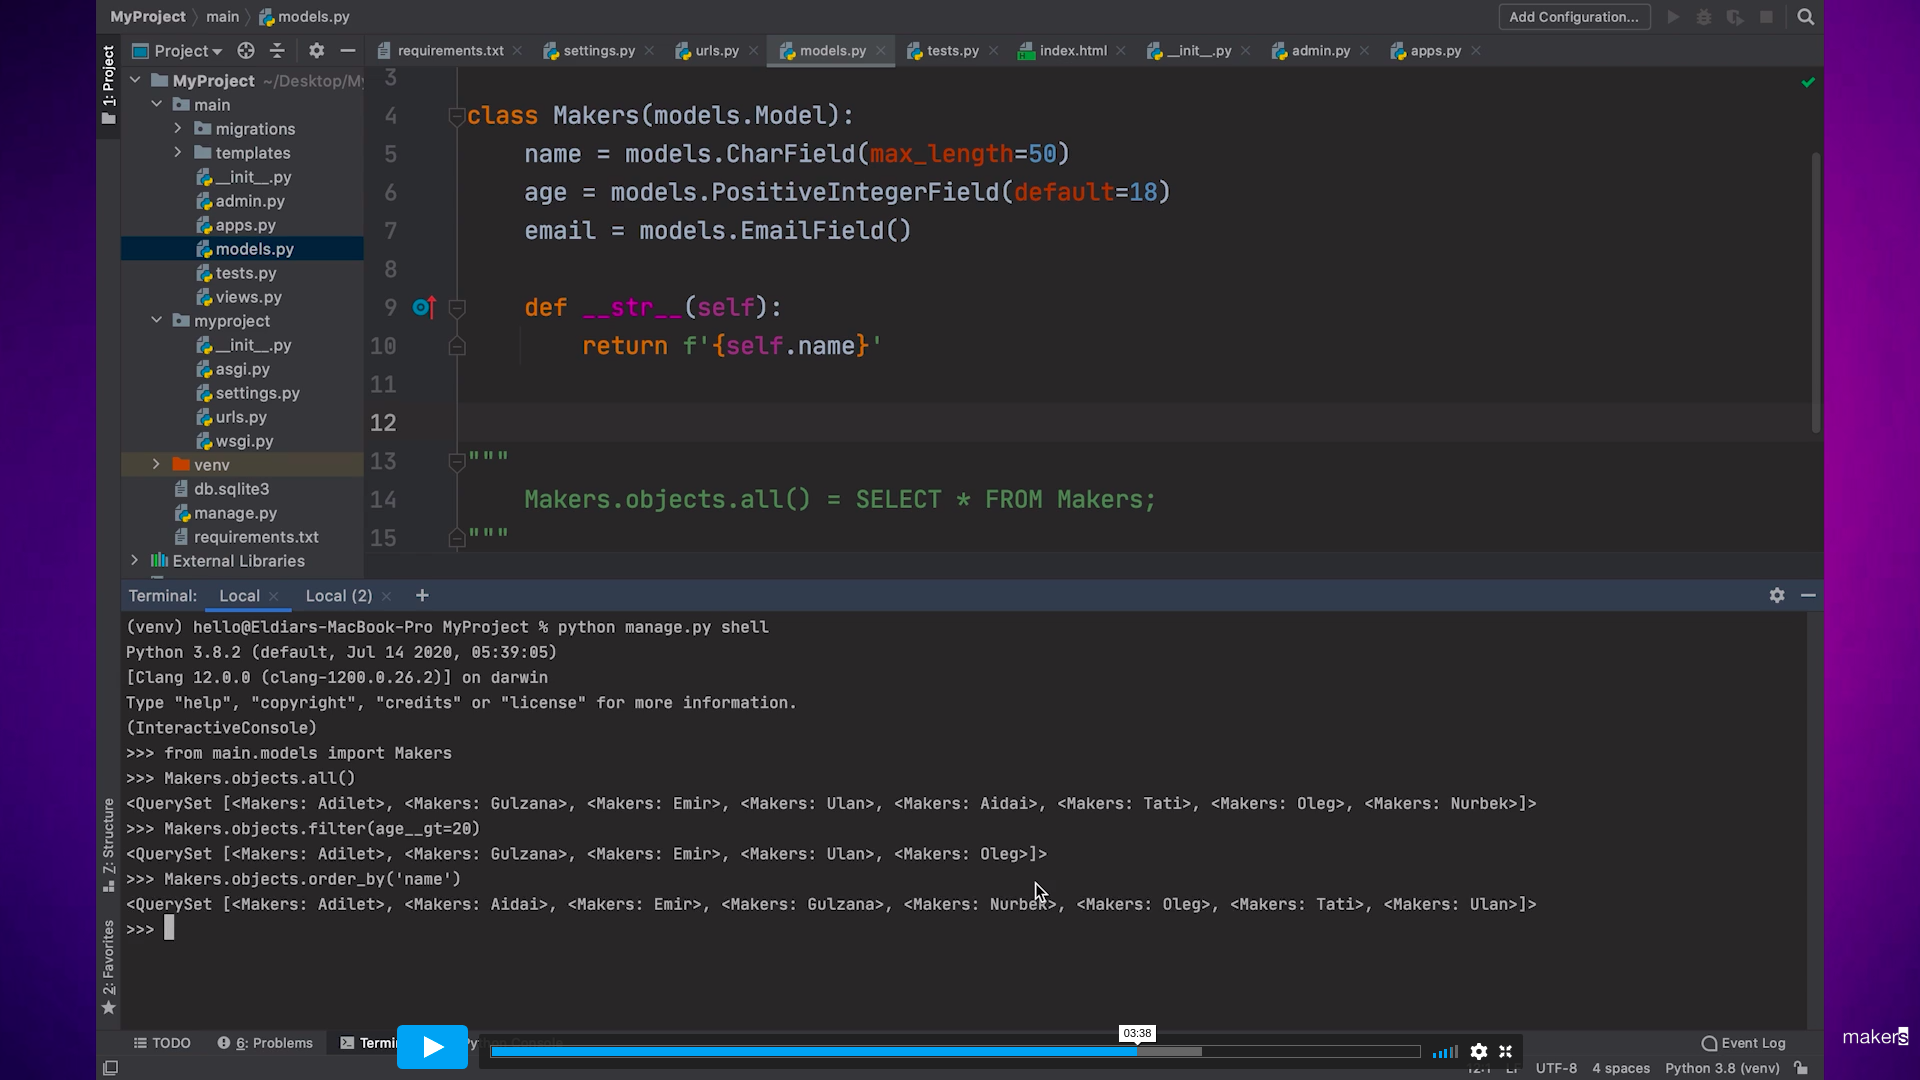 MyProject main models.py
Add Configuration...
1: Project
Project
requirements.txt settings.py urls.py models.py tests.py index.html __init__.py admin.py apps.py
MyProject ~/Desktop/My
main
migrations
templates
__init__.py
admin.py
apps.py
models.py
tests.py
views.py
myproject
__init__.py
asgi.py
settings.py
urls.py
wsgi.py
venv
db.sqlite3
manage.py
requirements.txt
External Libraries
3
4 class Makers(models.Model):
5 name = models.CharField(max_length=50)
6 age = models.PositiveIntegerField(default=18)
7 email = models.EmailField()
8
9 def __str__(self):
10 return f'{self.name}'
11
12
13 """
14 Makers.objects.all() = SELECT * FROM Makers;
15 """
Terminal: Local Local (2) +
(venv) hello@Eldiars-MacBook-Pro MyProject % python manage.py shell
Python 3.8.2 (default, Jul 14 2020, 05:39:05)
[Clang 12.0.0 (clang-1200.0.26.2)] on darwin
Type "help", "copyright", "credits" or "license" for more information.
(InteractiveConsole)
>>> from main.models import Makers
>>> Makers.objects.all()
<QuerySet [<Makers: Adilet>, <Makers: Gulzana>, <Makers: Emir>, <Makers: Ulan>, <Makers: Aidai>, <Makers: Tati>, <Makers: Oleg>, <Makers: Nurbek>]>
>>> Makers.objects.filter(age__gt=20)
<QuerySet [<Makers: Adilet>, <Makers: Gulzana>, <Makers: Emir>, <Makers: Ulan>, <Makers: Oleg>]>
>>> Makers.objects.order_by('name')
<QuerySet [<Makers: Adilet>, <Makers: Aidai>, <Makers: Emir>, <Makers: Gulzana>, <Makers: Nurbek>, <Makers: Oleg>, <Makers: Tati>, <Makers: Ulan>]>
>>>
Z: Structure
2: Favorites
TODO 6: Problems Termi
03:38
Event Log
makers
UTF-8 4 spaces Python 3.8 (venv)